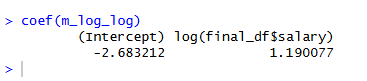 > coef(m_log_log)
(Intercept) log(final_df$salary)
-2.683212 1.190077
>